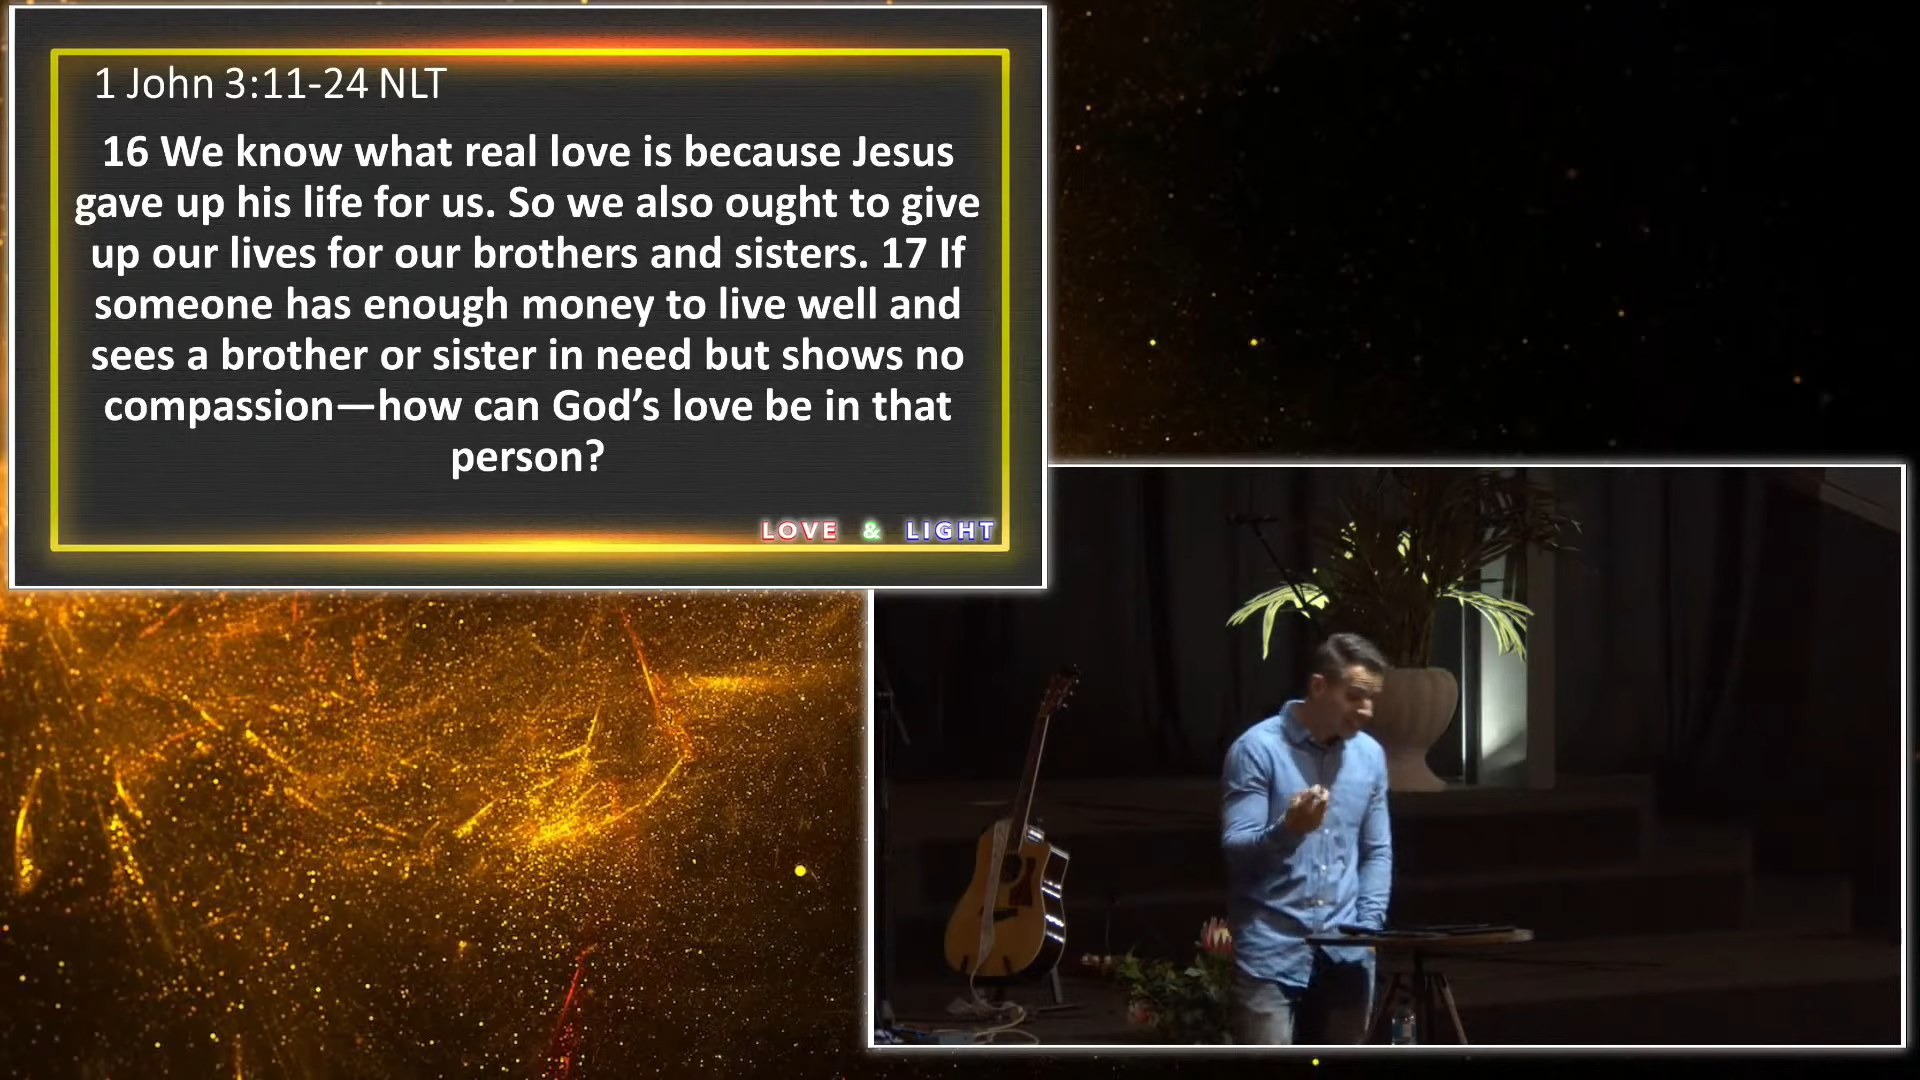 1 John 3:11-24 NLT
16 We know what real love is because Jesus
gave up his life for us. So we also ought to give
up our lives for our brothers and sisters. 17 If
someone has enough money to live well and
sees a brother or sister in need but shows no
compassion—how can God’s love be in that
person?
LOVE & LIGHT